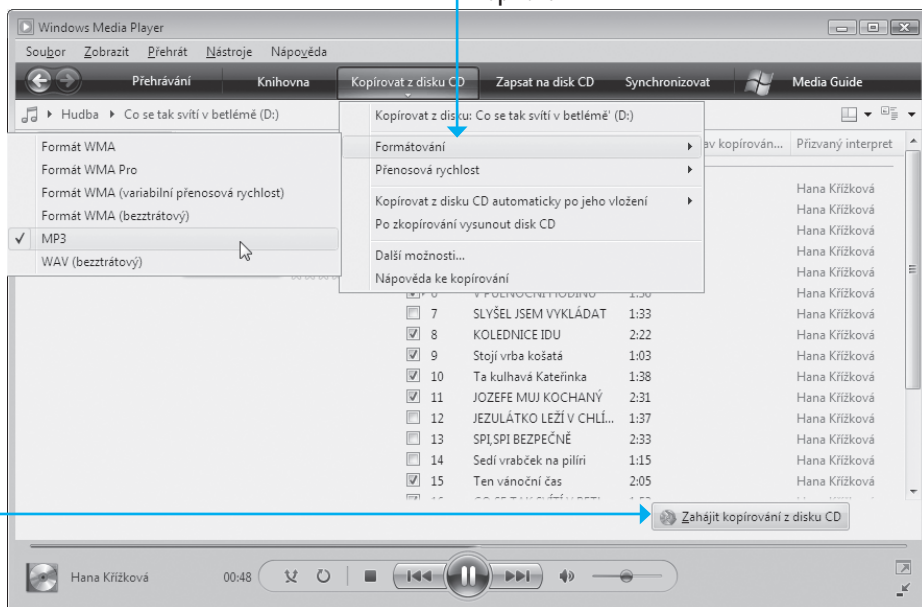 Windows Media Player
Soubor Zobrazit Přehrát Nástroje Nápověda
Přehrávání Knihovna Kopírovat z disku CD Zapsat na disk CD Synchronizovat Media Guide
Hudba Co se tak svítí v betlémě (D:)
Kopírovat z disku: Co se tak svítí v betlémě' (D:)
Formátování
Přenosová rychlost
Kopírovat z disku CD automaticky po jeho vložení
Po zkopírování vysunout disk CD
Další možnosti...
Nápověda ke kopírování
Formát WMA
Formát WMA Pro
Formát WMA (variabilní přenosová rychlost)
Formát WMA (bezztrátový)
MP3
WAV (bezztrátový)
av kopírován... Přizvaný interpret
Hana Křížková
Hana Křížková
Hana Křížková
Hana Křížková
Hana Křížková
Hana Křížková
7 SLYŠEL JSEM VYKLÁDAT 1:33 Hana Křížková
8 KOLEDNICE IDU 2:22 Hana Křížková
9 Stojí vrba košatá 1:03 Hana Křížková
10 Ta kulhavá Kateřinka 1:38 Hana Křížková
11 JOZEFE MUJ KOCHANÝ 2:31 Hana Křížková
12 JEZULÁTKO LEŽÍ V CHLÍ... 1:37 Hana Křížková
13 SPI,SPI BEZPEČNĚ 2:33 Hana Křížková
14 Sedí vrabček na pilíri 1:15 Hana Křížková
15 Ten vánoční čas 2:05 Hana Křížková
Zahájit kopírování z disku CD
Hana Křížková 00:48